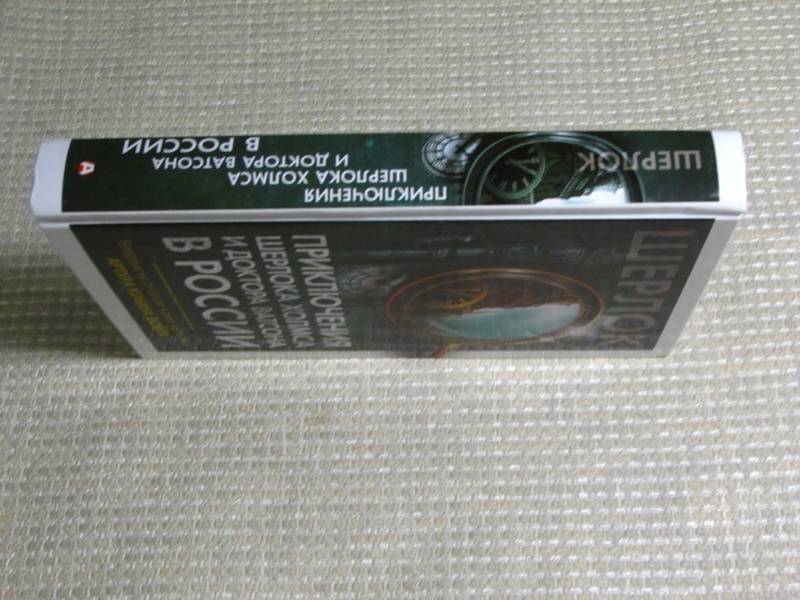 ШЕРЛОК
ПРИКЛЮЧЕНИЯ
ШЕРЛОКА ХОЛМСА
И ДОКТОРА ВАТСОНА
В РОССИИ
ШЕРЛОК
ПРИКЛЮЧЕНИЯ
ШЕРЛОКА ХОЛМСА
И ДОКТОРА ВАТСОНА
В РОССИИ